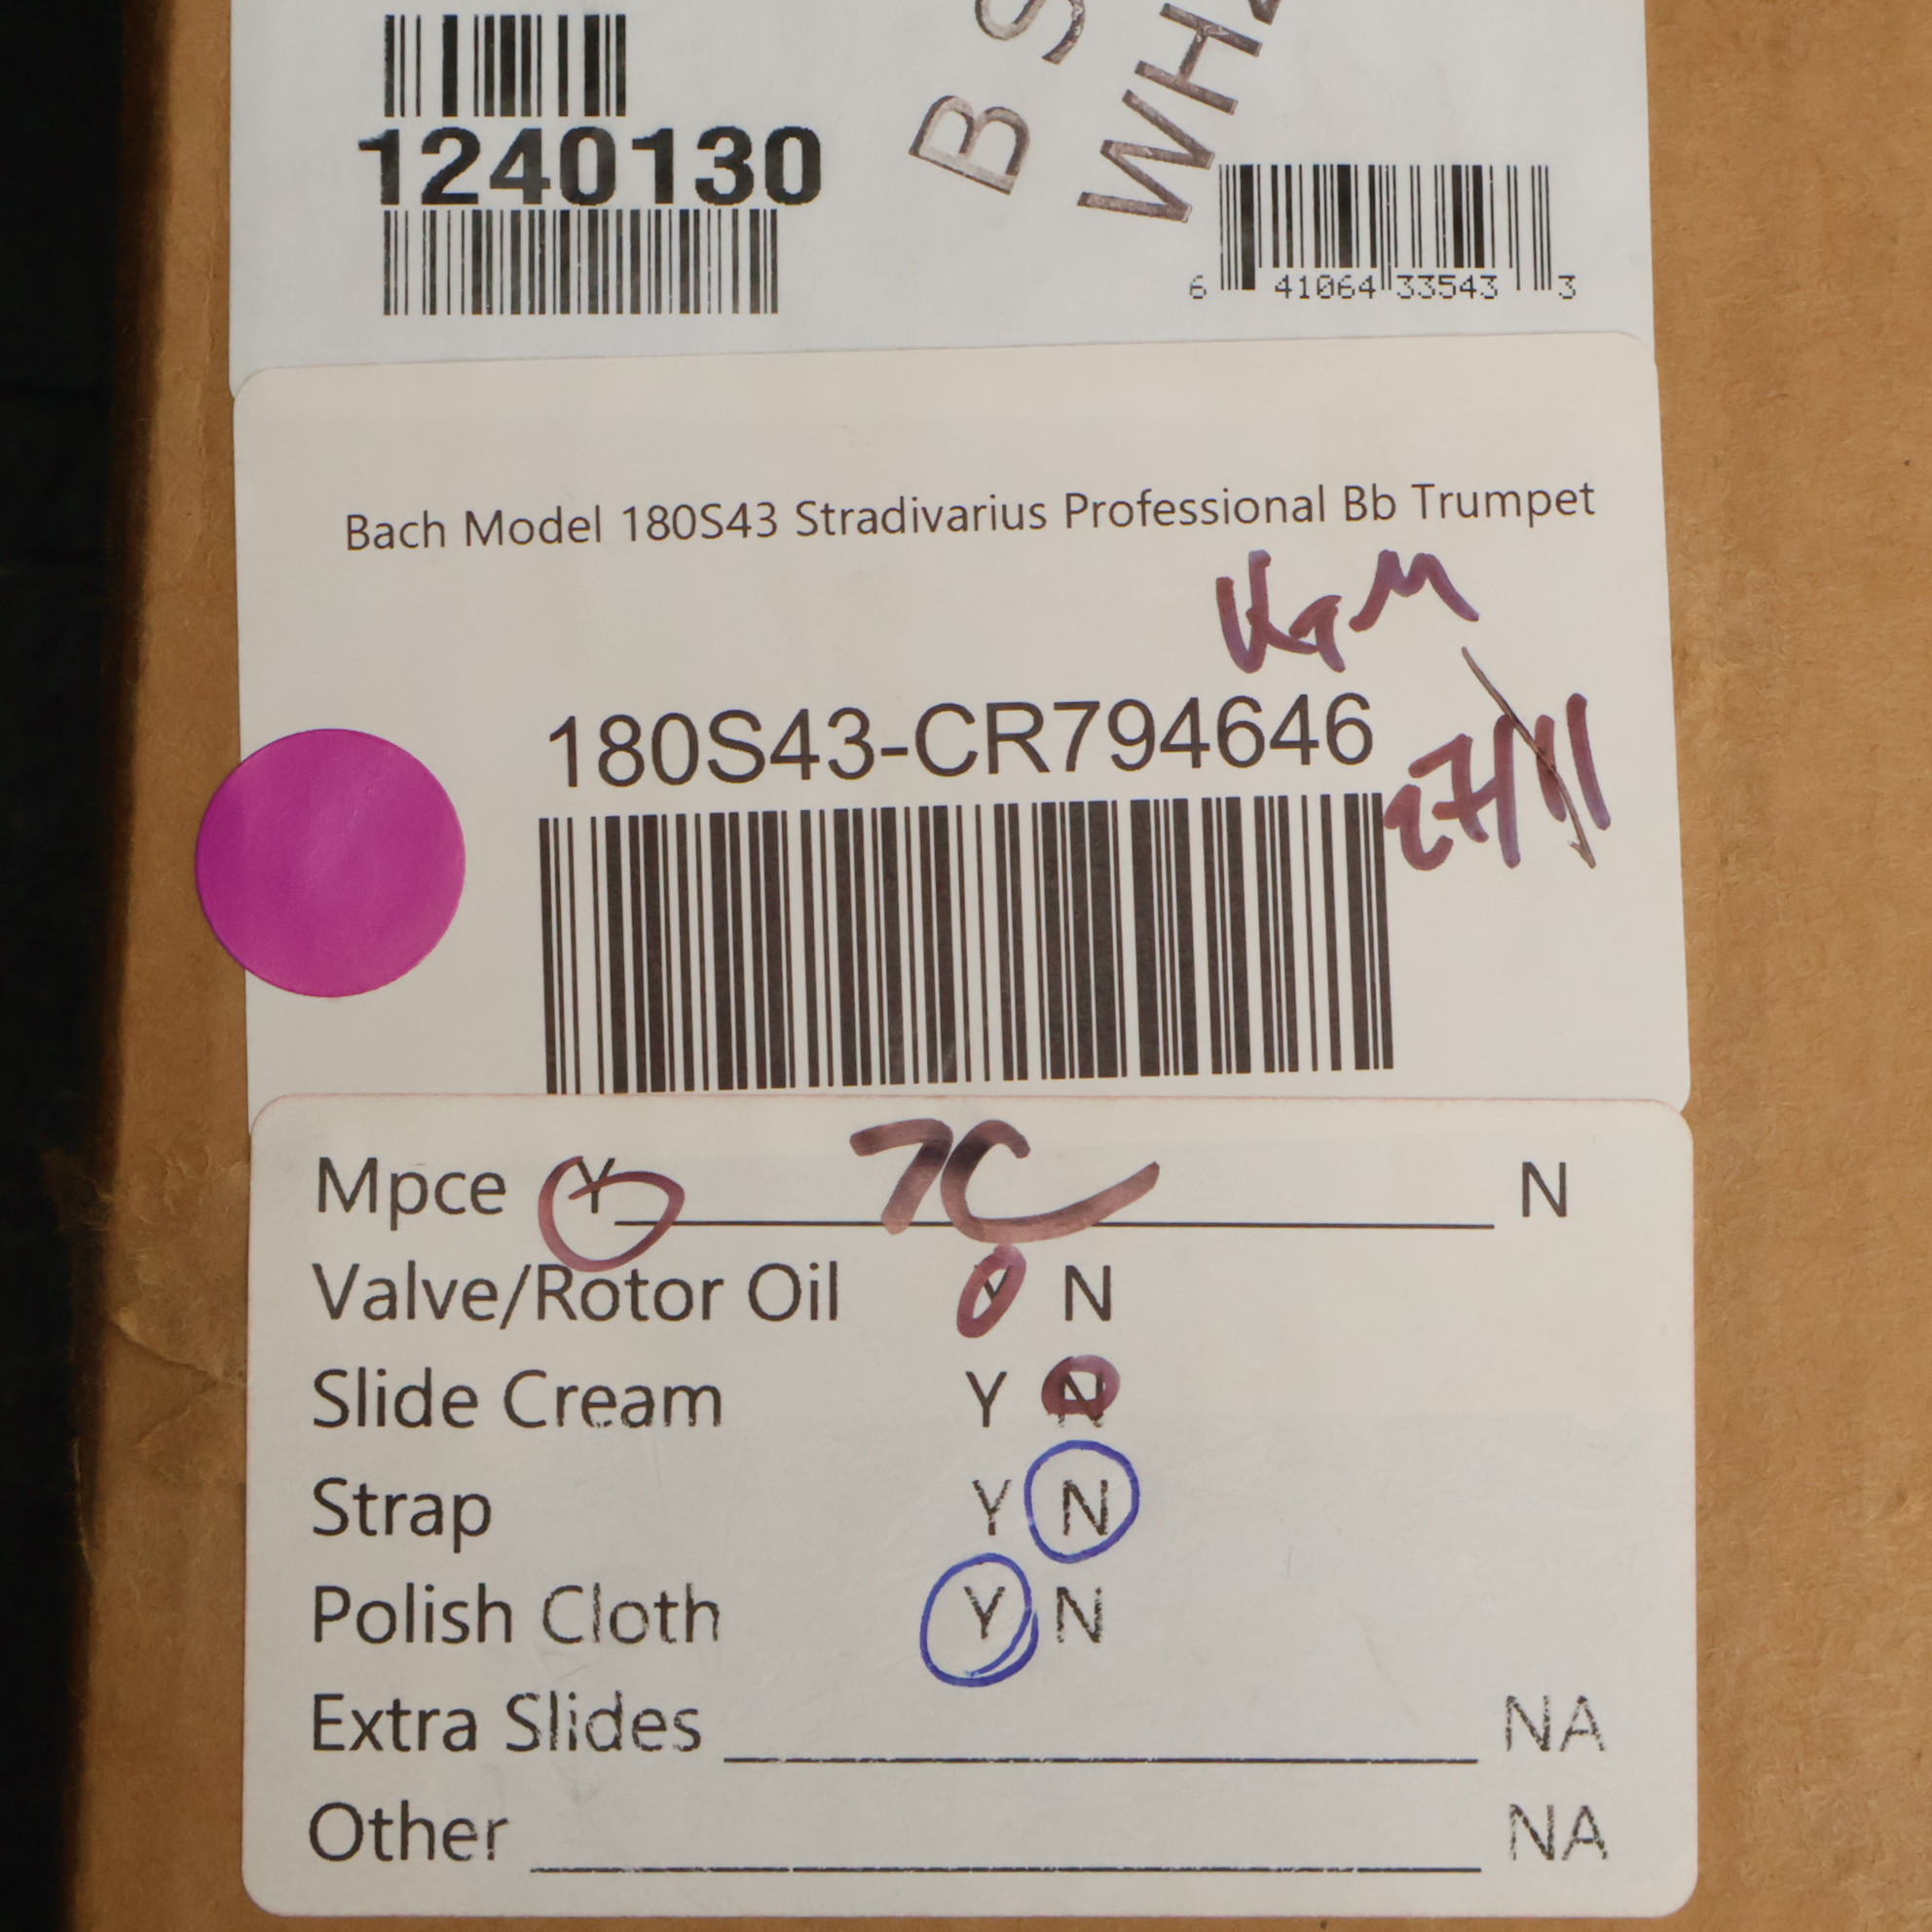 1240130
B S
WH
6 41064 33543 3
Bach Model 180S43 Stradivarius Professional Bb Trumpet
180S43-CR794646
27/11
Mpce Y 7C N
Valve/Rotor Oil Y N
Slide Cream Y N
Strap Y N
Polish Cloth Y N
Extra Slides NA
Other NA